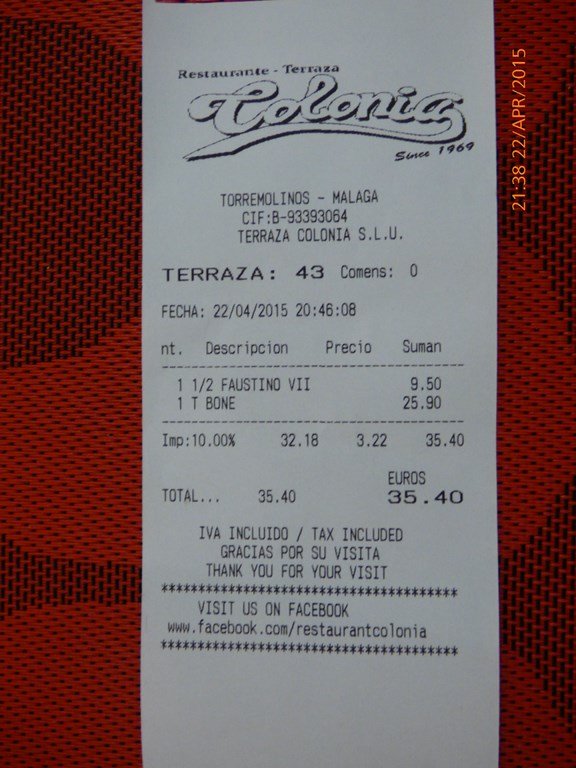 Restaurante - Terraza
Colonia
Since 1969
TORREMOLINOS - MALAGA
CIF:B-93393064
TERRAZA COLONIA S.L.U.
TERRAZA: 43 Comens: 0
FECHA: 22/04/2015 20:46:08
nt. Descripcion Precio Suman
----------------------------------------
1 1/2 FAUSTINO VII 9.50
1 T BONE 25.90
----------------------------------------
Imp:10.00% 32.18 3.22 35.40
EUROS
TOTAL... 35.40 35.40
IVA INCLUIDO / TAX INCLUDED
GRACIAS POR SU VISITA
THANK YOU FOR YOUR VISIT
****************************************
VISIT US ON FACEBOOK
www.facebook.com/restaurantcolonia
****************************************
21:38 22/APR/2015